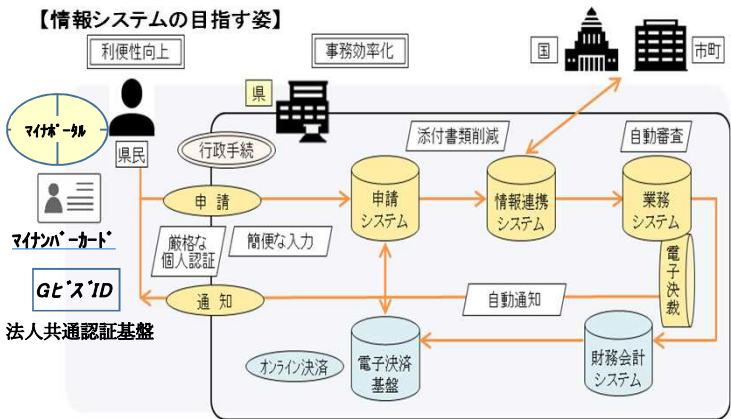 【情報システムの目指す姿】
利便性向上
事務効率化
国
市町
県
マイナポータル
県民
行政手続
添付書類削減
自動審査
申請
申請
システム
情報連携
システム
業務
システム
マイナンバーカード
厳格な
個人認証
簡便な入力
電子決裁
GビズID
通知
自動通知
法人共通認証基盤
オンライン決済
電子決済
基盤
財務会計
システム